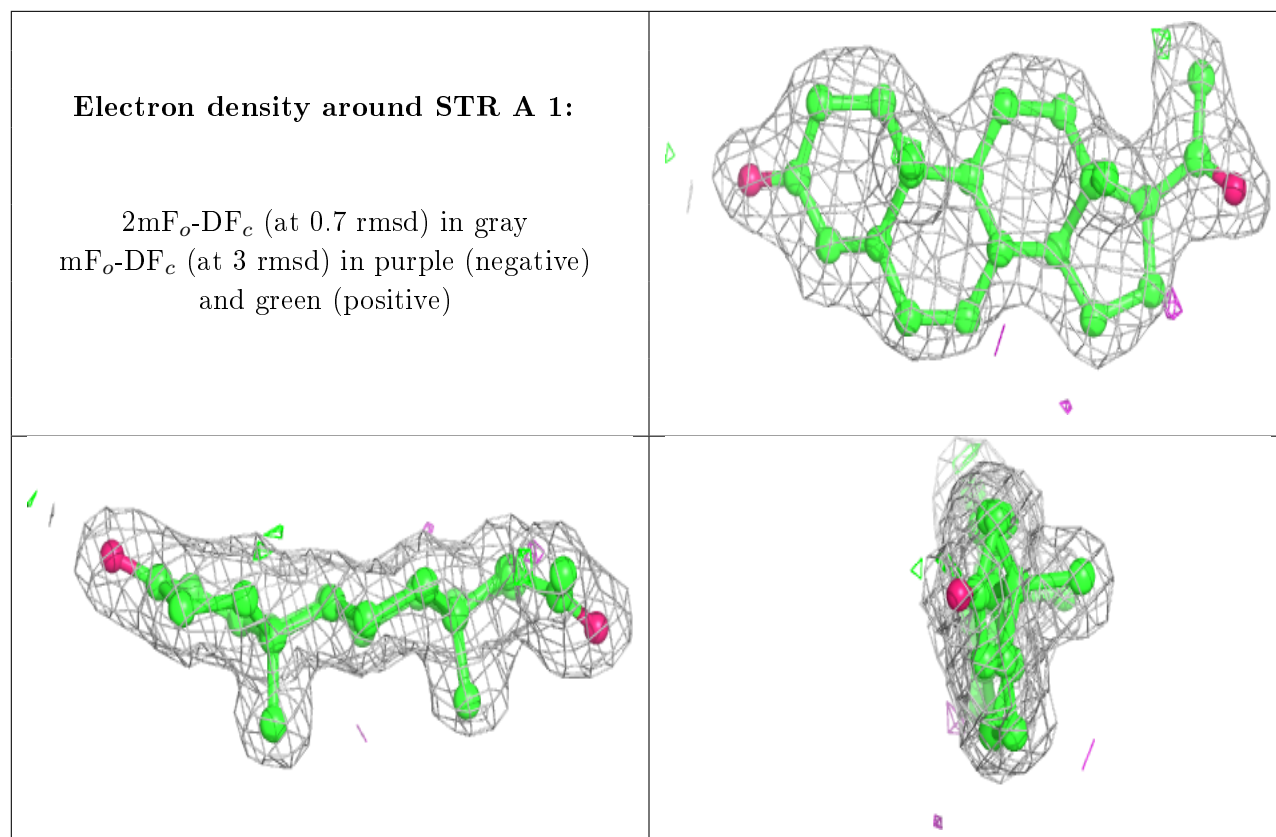 Electron density around STR A 1:
2mFₒ-DF𝒸 (at 0.7 rmsd) in gray
mFₒ-DF𝒸 (at 3 rmsd) in purple (negative)
and green (positive)